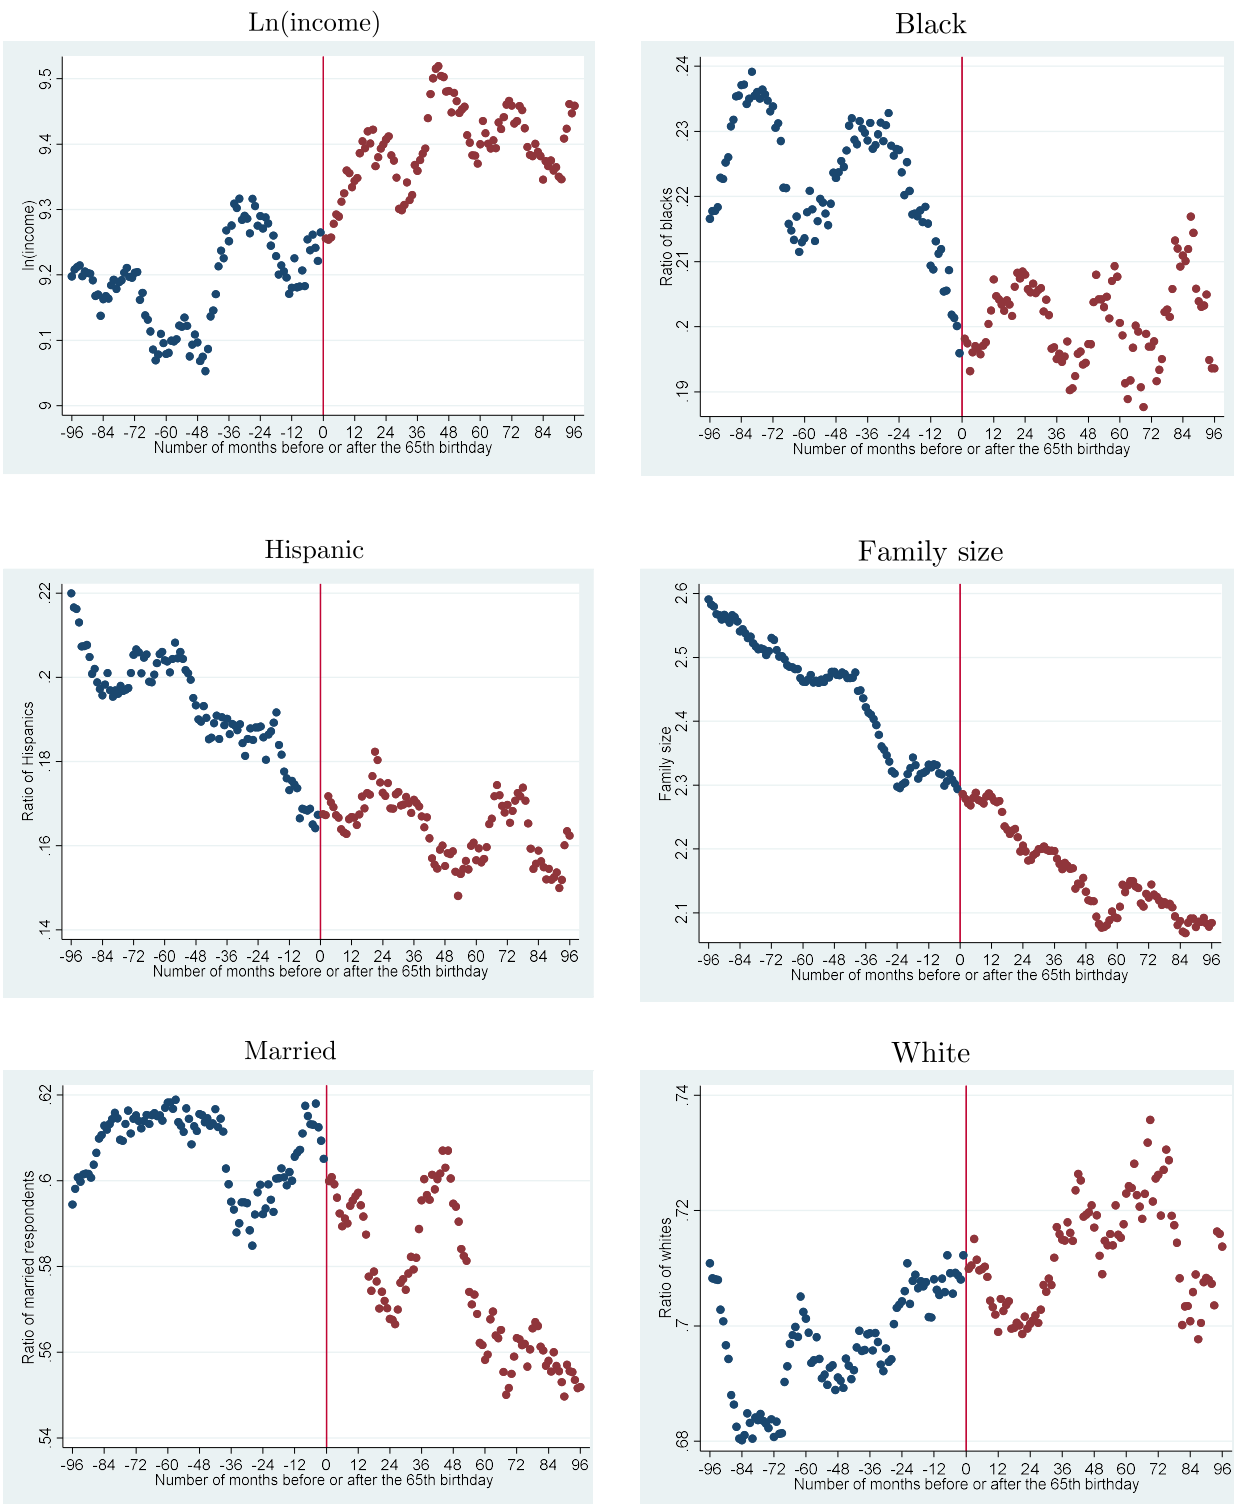 Ln(income)
ln(income)
9.5
9.4
9.3
9.2
9.1
9
-96 -84 -72 -60 -48 -36 -24 -12 0 12 24 36 48 60 72 84 96
Number of months before or after the 65th birthday
Black
Ratio of blacks
.24
.23
.22
.21
.2
.19
-96 -84 -72 -60 -48 -36 -24 -12 0 12 24 36 48 60 72 84 96
Number of months before or after the 65th birthday
Hispanic
Ratio of Hispanics
.22
.2
.18
.16
.14
-96 -84 -72 -60 -48 -36 -24 -12 0 12 24 36 48 60 72 84 96
Number of months before or after the 65th birthday
Family size
Family size
2.6
2.5
2.4
2.3
2.2
2.1
-96 -84 -72 -60 -48 -36 -24 -12 0 12 24 36 48 60 72 84 96
Number of months before or after the 65th birthday
Married
Ratio of married respondents
.62
.6
.58
.56
.54
-96 -84 -72 -60 -48 -36 -24 -12 0 12 24 36 48 60 72 84 96
Number of months before or after the 65th birthday
White
Ratio of whites
.74
.72
.7
.68
-96 -84 -72 -60 -48 -36 -24 -12 0 12 24 36 48 60 72 84 96
Number of months before or after the 65th birthday